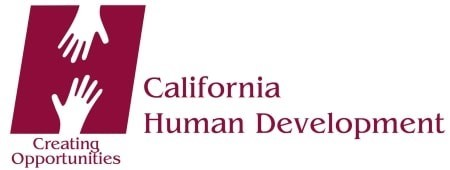 California
Human Development
Creating
Opportunities